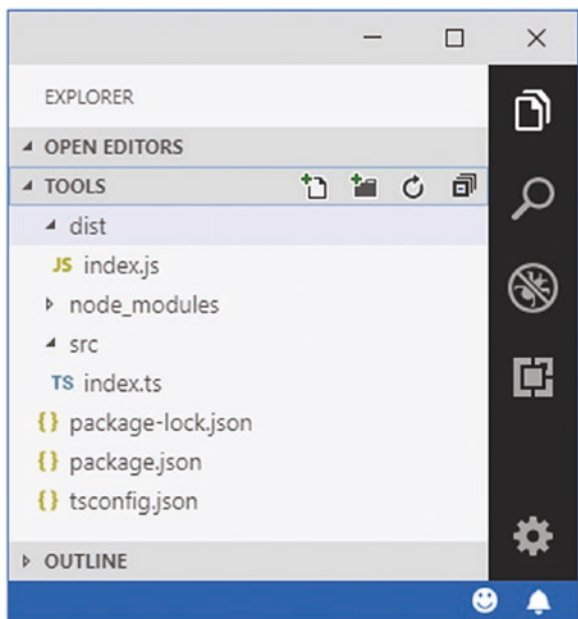 EXPLORER
OPEN EDITORS
TOOLS
dist
JS index.js
node_modules
src
TS index.ts
{} package-lock.json
{} package.json
{} tsconfig.json
OUTLINE